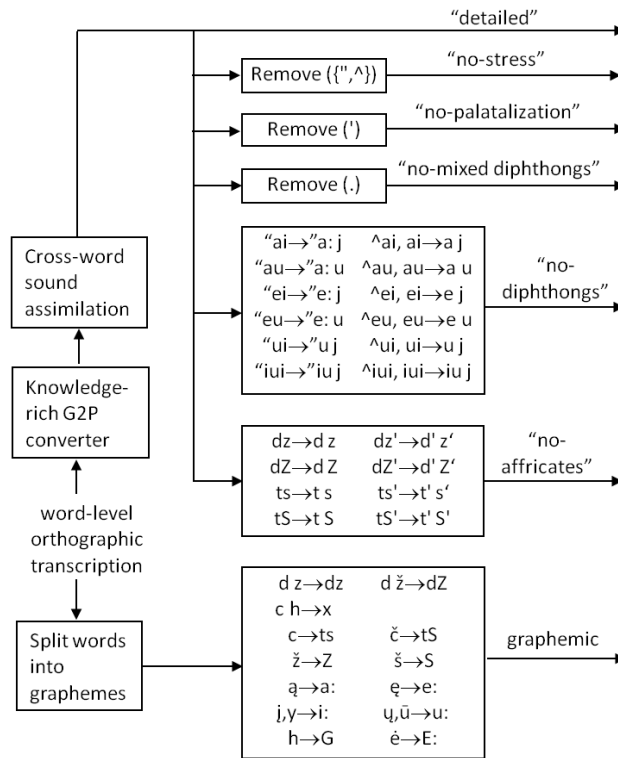 “detailed”
Remove ({",^})
“no-stress”
Remove (')
“no-palatalization”
Remove (.)
“no-mixed diphthongs”
Cross-word
sound
assimilation
“ai→”a: j ^ai, ai→a j
“au→”a: u ^au, au→a u
“ei→”e: j ^ei, ei→e j
“eu→”e: u ^eu, eu→e u
“ui→”u j ^ui, ui→u j
“iui→”iu j ^iui, iui→iu j
“no-
diphthongs”
Knowledge-
rich G2P
converter
dz→d z dz'→d' z‘
dZ→d Z dZ'→d' Z‘
ts→t s ts'→t' s‘
tS→t S tS'→t' S'
“no-
affricates”
word-level
orthographic
transcription
Split words
into
graphemes
d z→dz d ž→dZ
c h→x
c→ts č→tS
ž→Z š→S
ą→a: ę→e:
į,y→i: ų,ū→u:
h→G ė→E:
graphemic